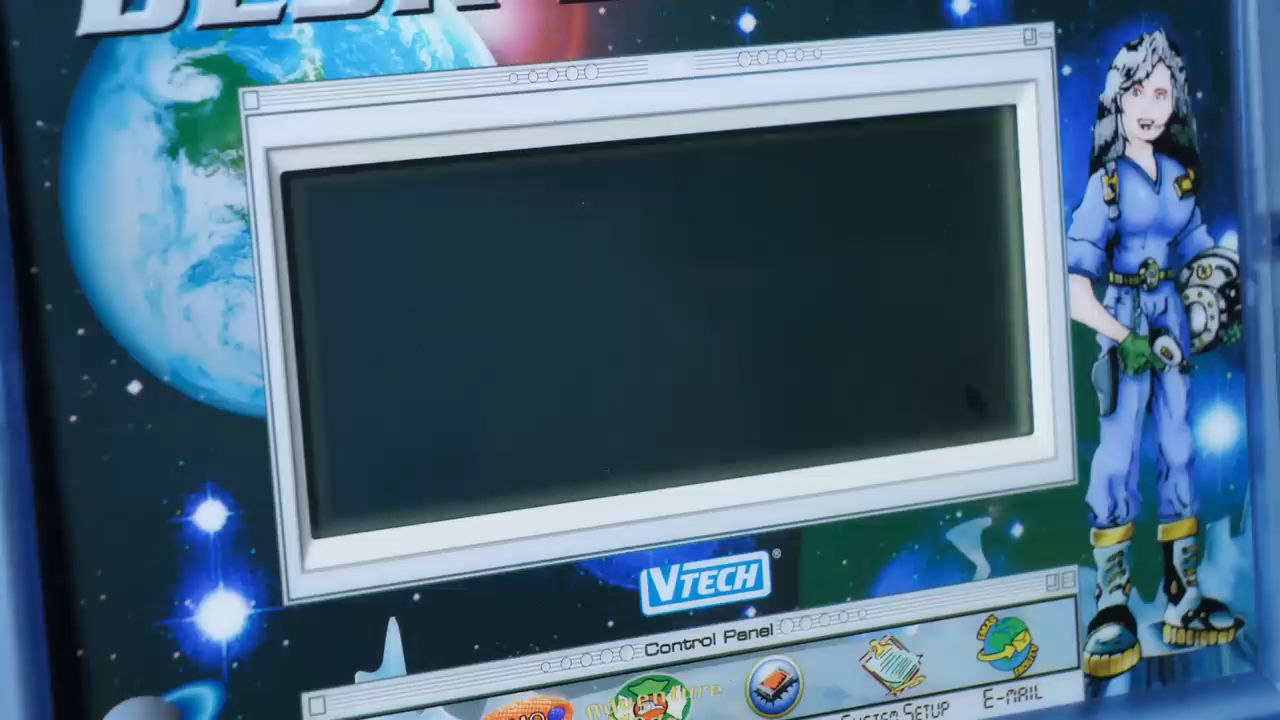 VTECH®
Control Panel
Adventure
SYSTEM SETUP
E-MAIL